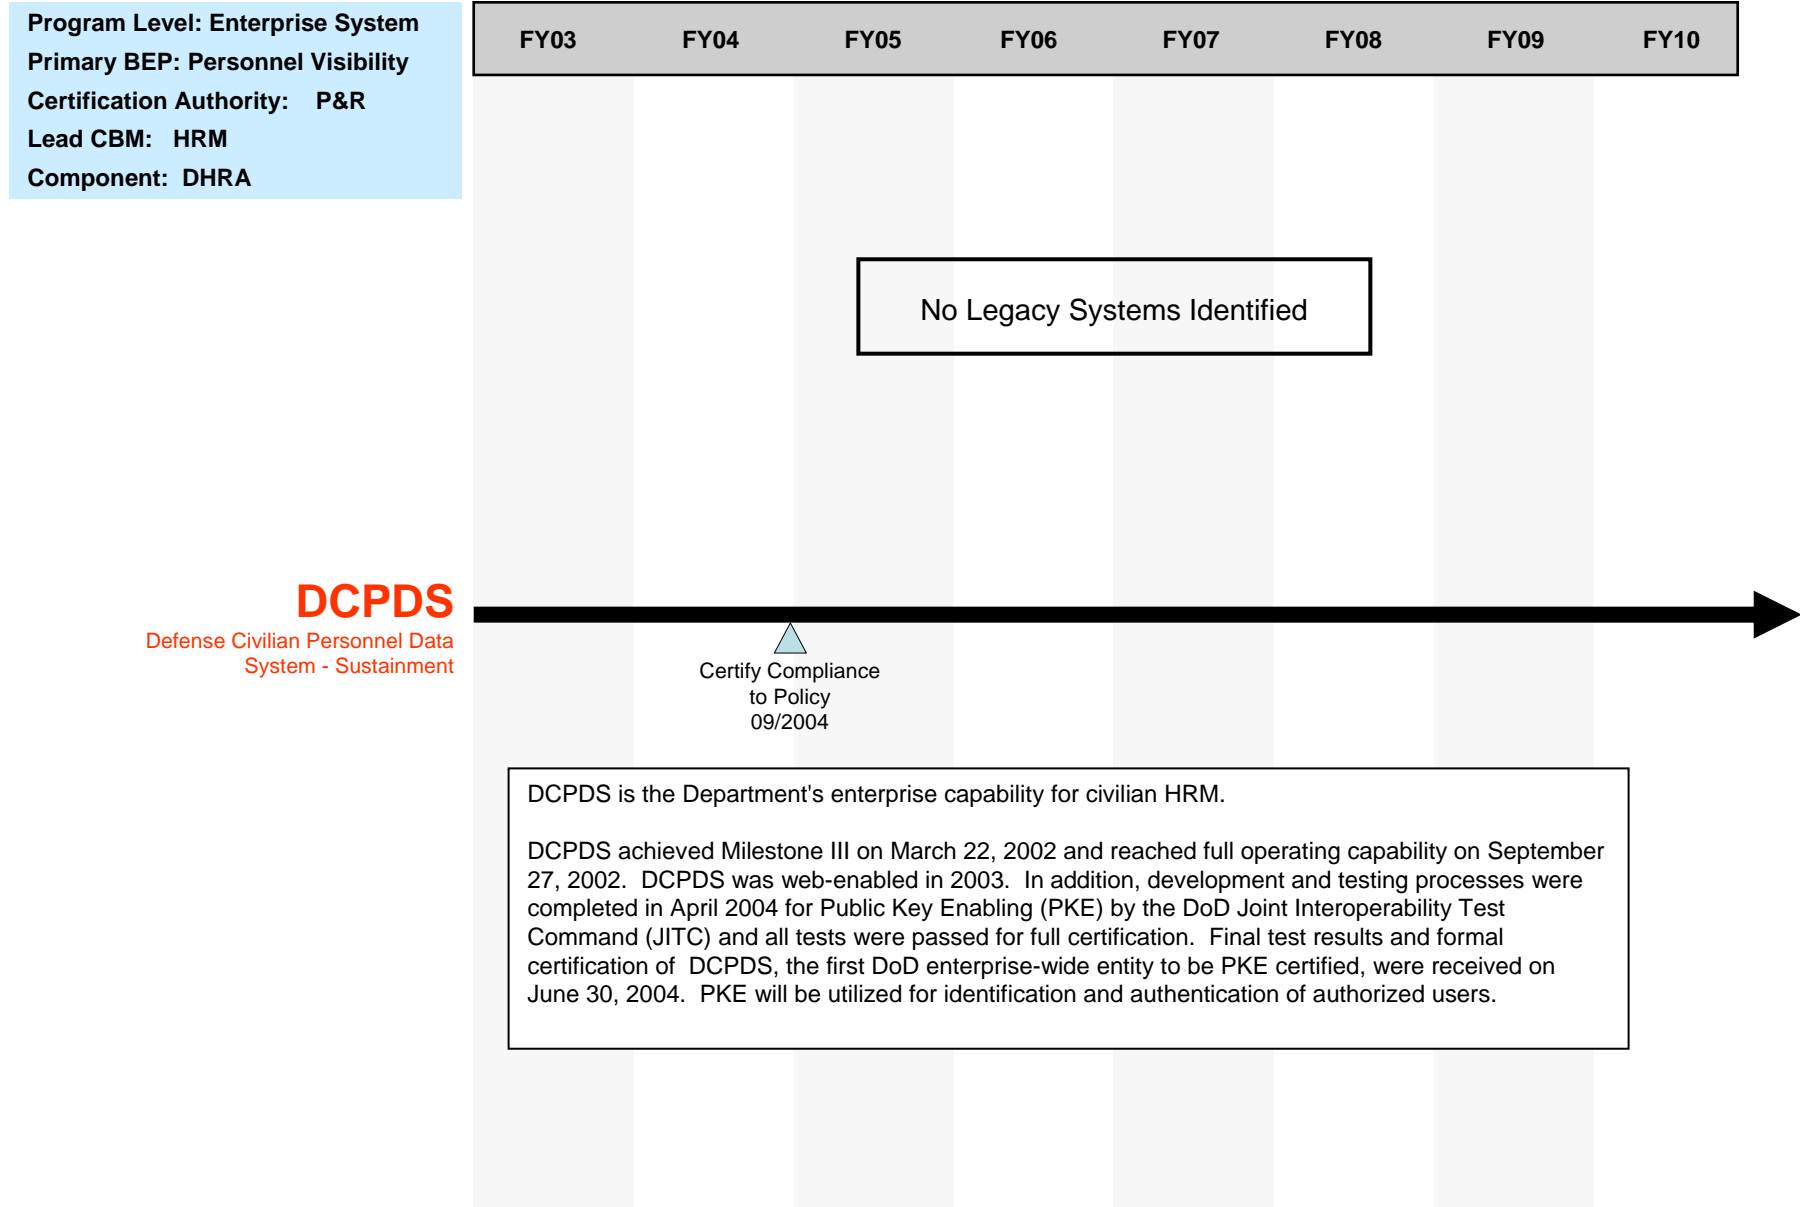 Program Level: Enterprise System
Primary BEP: Personnel Visibility
Certification Authority: P&R
Lead CBM: HRM
Component: DHRA
FY03 FY04 FY05 FY06 FY07 FY08 FY09 FY10
No Legacy Systems Identified
DCPDS
Defense Civilian Personnel Data
System - Sustainment
Certify Compliance
to Policy
09/2004
DCPDS is the Department's enterprise capability for civilian HRM.
DCPDS achieved Milestone III on March 22, 2002 and reached full operating capability on September
27, 2002. DCPDS was web-enabled in 2003. In addition, development and testing processes were
completed in April 2004 for Public Key Enabling (PKE) by the DoD Joint Interoperability Test
Command (JITC) and all tests were passed for full certification. Final test results and formal
certification of DCPDS, the first DoD enterprise-wide entity to be PKE certified, were received on
June 30, 2004. PKE will be utilized for identification and authentication of authorized users.